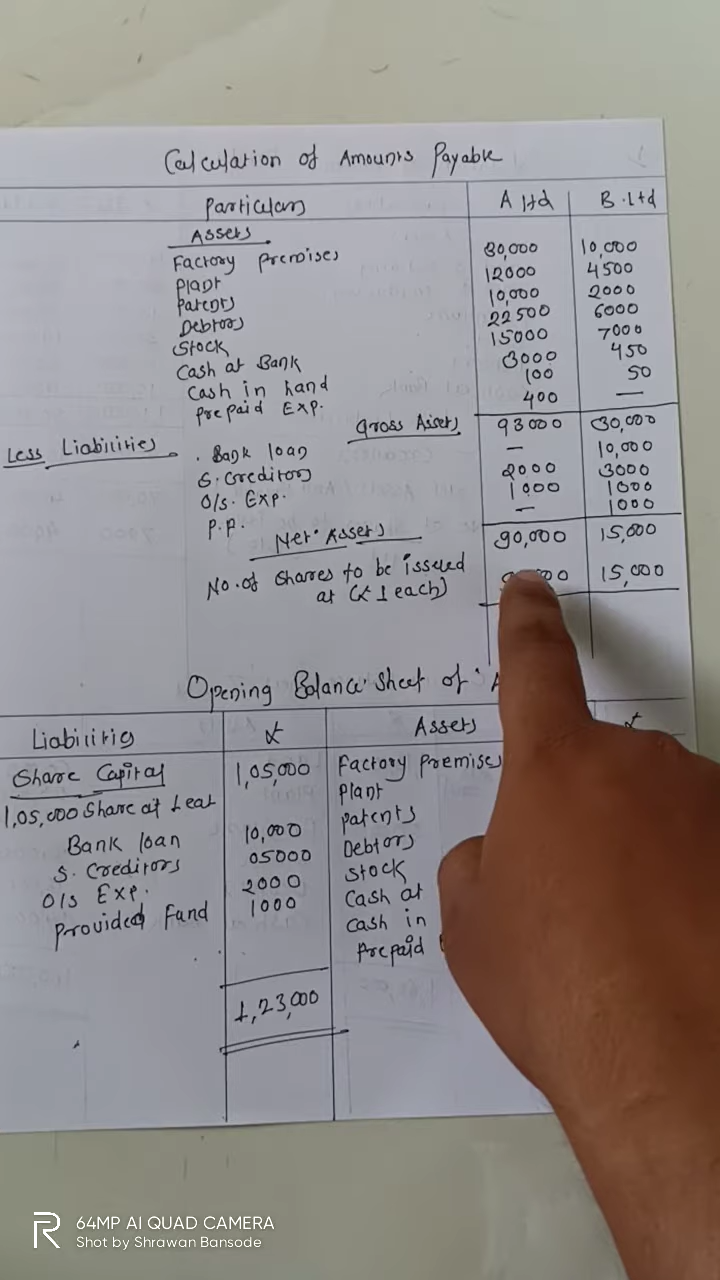 Calculation of Amounts Payable
Particulars A ltd B. Ltd
Assets
Factory Premises 30,000 10,000
Plant 12000 4500
Patents 10,000 2000
Debtors 22500 6000
Stock 15000 7000
Cash at Bank 3000 450
Cash in hand 100 50
Prepaid Exp. 400 —
Gross Assets 93000 30,000
Less Liabilities . Bank loan — 10,000
S. Creditors 2000 3000
O/s. Exp. 1000 1000
P.P. — 1000
Net Assets 90,000 15,000
No. of Shares to be issued 15,000
at (₹ 1 each)
Opening Balance Sheet of
Liabilities ₹ Assets ₹
Share Capital 1,05,000 Factory Premises
1,05,000 Share at 1 each Plant
Patents
Bank loan 10,000 Debtors
S. Creditors 05000 Stock
O/s Exp. 2000 Cash at
Provided Fund 1000 Cash in
Prepaid
1,23,000
64MP AI QUAD CAMERA
Shot by Shrawan Bansode